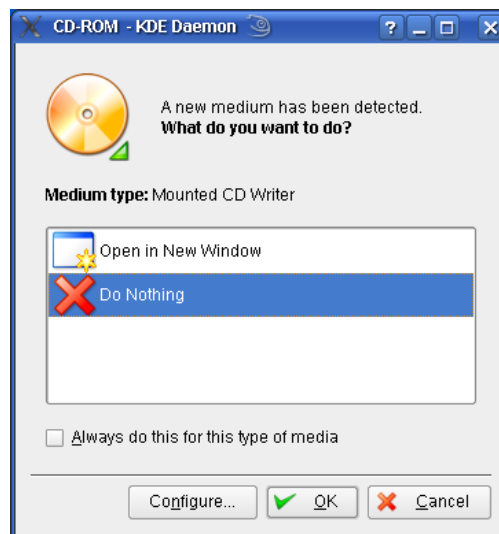 CD-ROM - KDE Daemon
A new medium has been detected.
What do you want to do?
Medium type: Mounted CD Writer
Open in New Window
Do Nothing
Always do this for this type of media
Configure... OK Cancel